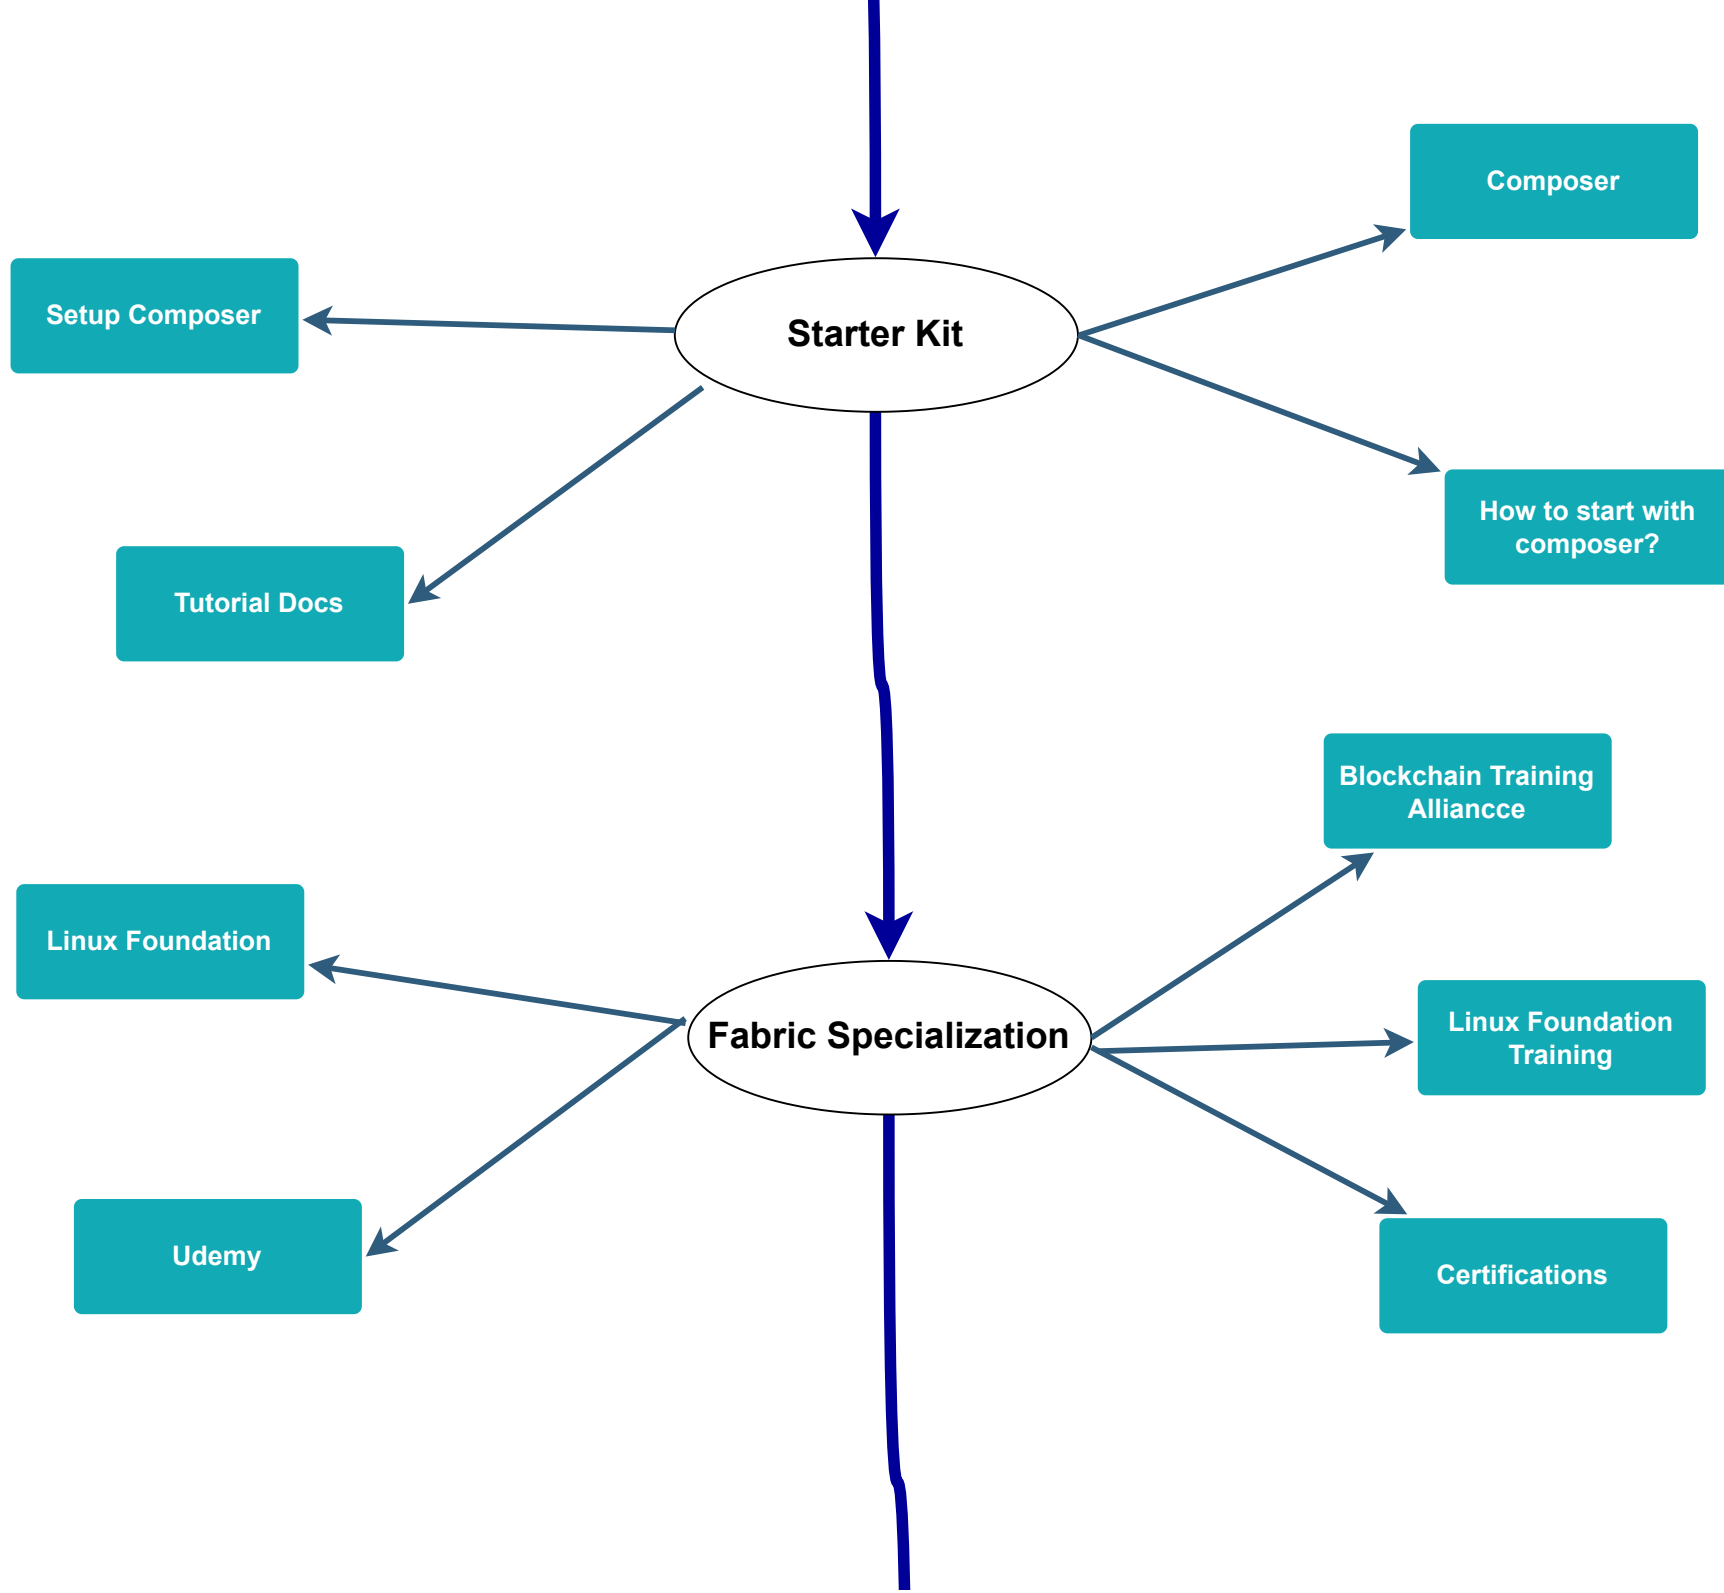 Composer
Setup Composer
Starter Kit
How to start with
composer?
Tutorial Docs
Blockchain Training
Alliancce
Linux Foundation
Fabric Specialization
Linux Foundation
Training
Udemy
Certifications